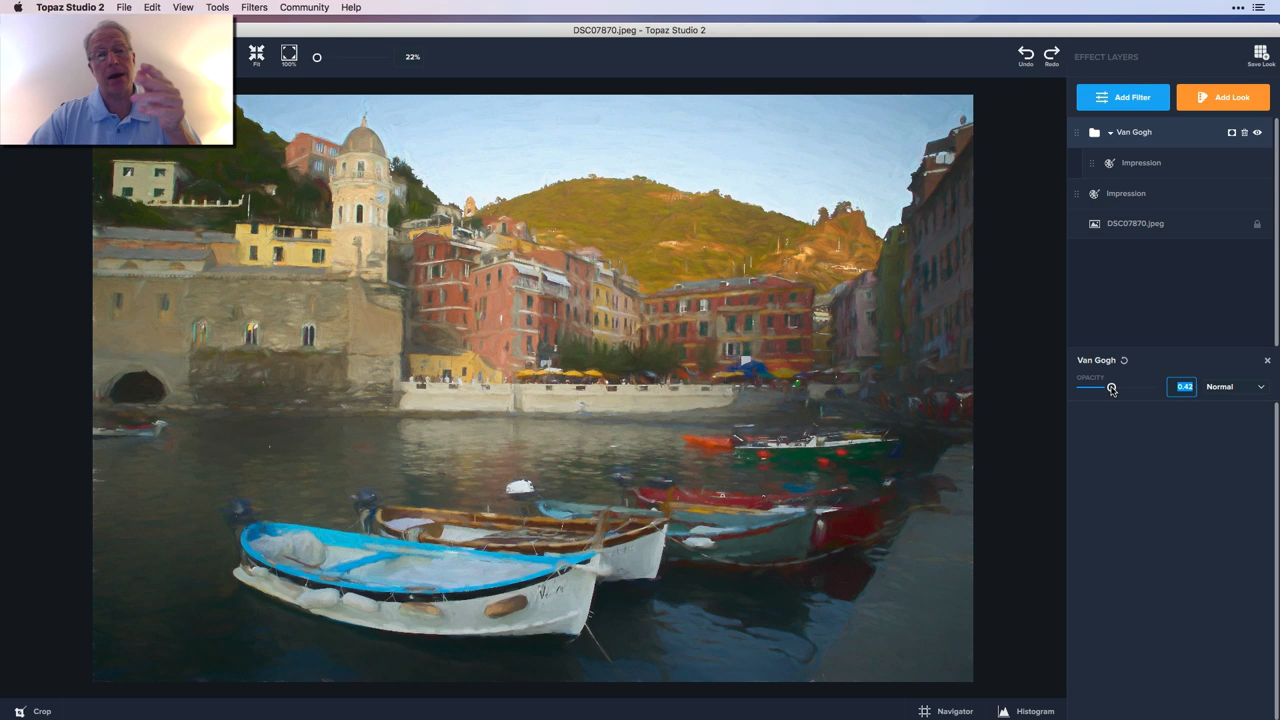 Topaz Studio 2 File Edit View Tools Filters Community Help
DSC07870.jpeg - Topaz Studio 2
Fit 100% 22% Undo Redo EFFECT LAYERS Save Look
Add Filter Add Look
Van Gogh
Impression
Impression
DSC07870.jpeg
Van Gogh
OPACITY 0.42 Normal
Crop Navigator Histogram